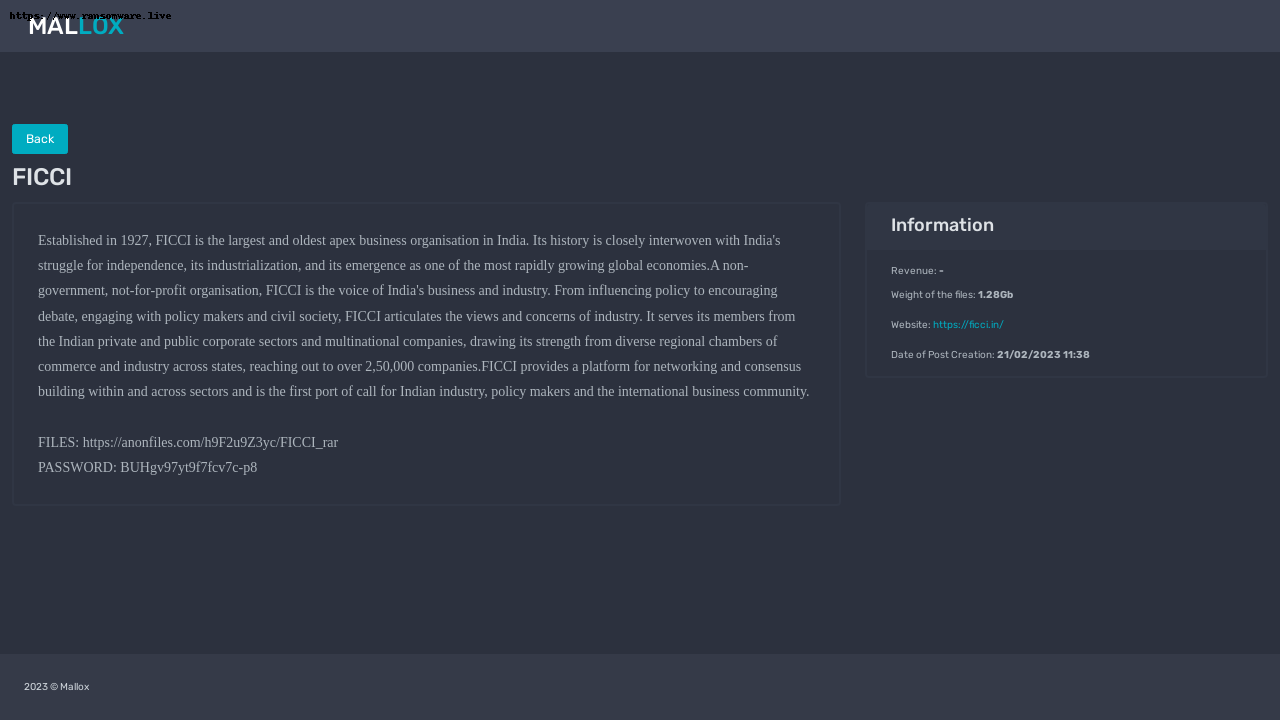 https://www.ransomware.live
MALLOX
Back
FICCI
Established in 1927, FICCI is the largest and oldest apex business organisation in India. Its history is closely interwoven with India's
struggle for independence, its industrialization, and its emergence as one of the most rapidly growing global economies.A non-
government, not-for-profit organisation, FICCI is the voice of India's business and industry. From influencing policy to encouraging
debate, engaging with policy makers and civil society, FICCI articulates the views and concerns of industry. It serves its members from
the Indian private and public corporate sectors and multinational companies, drawing its strength from diverse regional chambers of
commerce and industry across states, reaching out to over 2,50,000 companies.FICCI provides a platform for networking and consensus
building within and across sectors and is the first port of call for Indian industry, policy makers and the international business community.
FILES: https://anonfiles.com/h9F2u9Z3yc/FICCI_rar
PASSWORD: BUHgv97yt9f7fcv7c-p8
Information
Revenue: -
Weight of the files: 1.28Gb
Website: https://ficci.in/
Date of Post Creation: 21/02/2023 11:38
2023 © Mallox